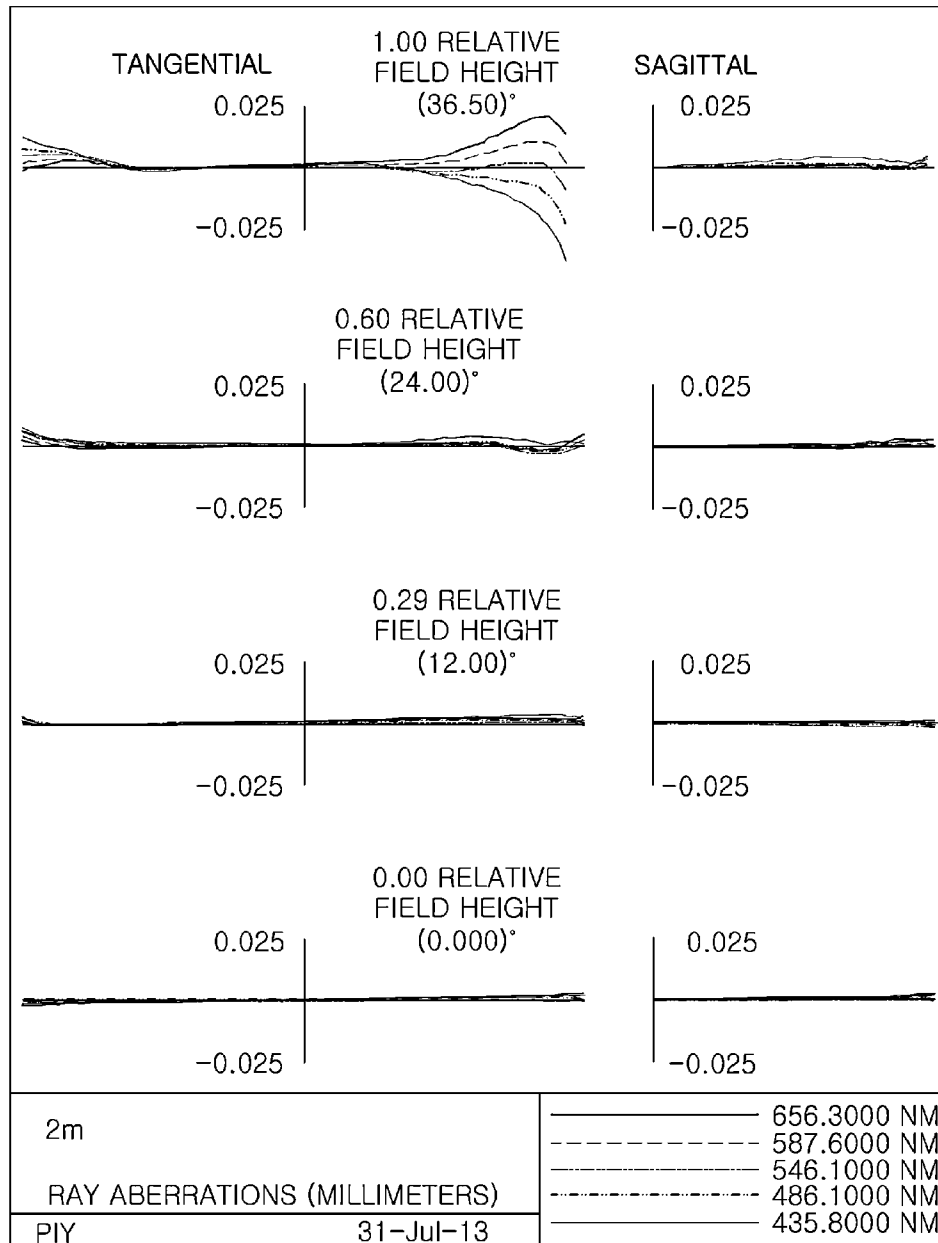 TANGENTIAL
1.00 RELATIVE
FIELD HEIGHT
(36.50)°
SAGITTAL
0.025
0.025
-0.025
-0.025
0.60 RELATIVE
FIELD HEIGHT
(24.00)°
0.025
0.025
-0.025
-0.025
0.29 RELATIVE
FIELD HEIGHT
(12.00)°
0.025
0.025
-0.025
-0.025
0.00 RELATIVE
FIELD HEIGHT
(0.000)°
0.025
0.025
-0.025
-0.025
2m
RAY ABERRATIONS (MILLIMETERS)
PIY 31-Jul-13
656.3000 NM
587.6000 NM
546.1000 NM
486.1000 NM
435.8000 NM